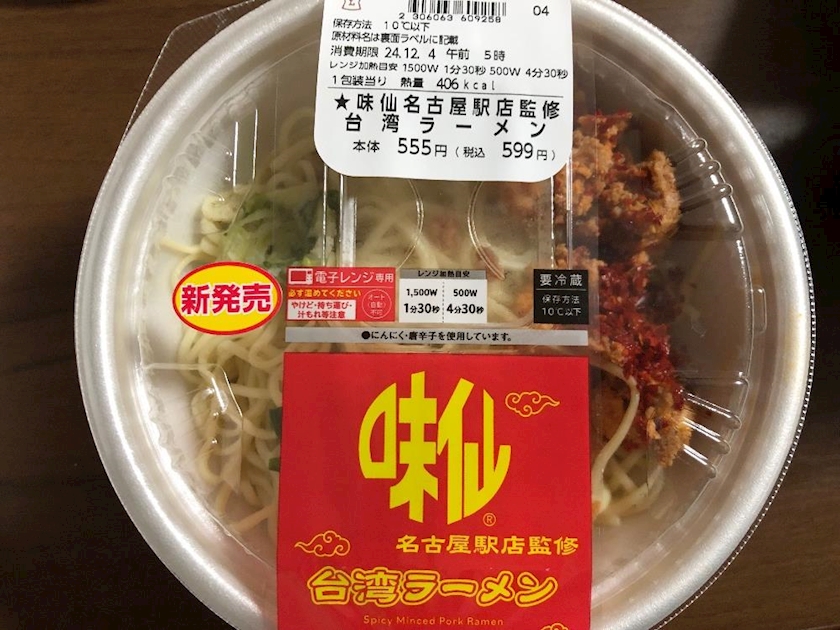 2 306063 609258
04
保存方法 10℃以下
原材料名は裏面ラベルに記載
消費期限 24.12. 4 午前 5時
レンジ加熱目安 1500W 1分30秒 500W 4分30秒
1包装当り 熱量 406kcal
★味仙名古屋駅店監修
台湾ラーメン
本体 555円(税込 599円)
新発売
電子レンジ専用
必ず温めてください
やけど・持ち運び・
汁もれ等注意
オート
(自動)
不可
レンジ加熱目安
1,500W 500W
1分30秒 4分30秒
要冷蔵
保存方法
10℃以下
●にんにく・唐辛子を使用しています。
味仙®
名古屋駅店監修
台湾ラーメン
Spicy Minced Pork Ramen